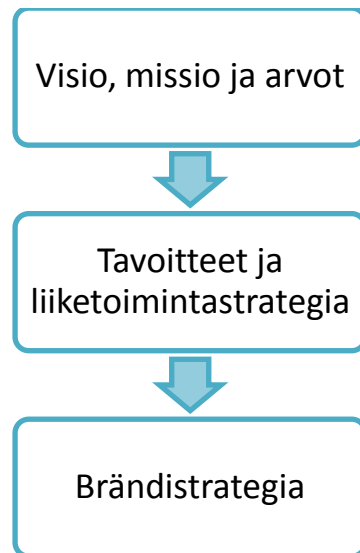 Visio, missio ja arvot
Tavoitteet ja
liiketoimintastrategia
Brändistrategia